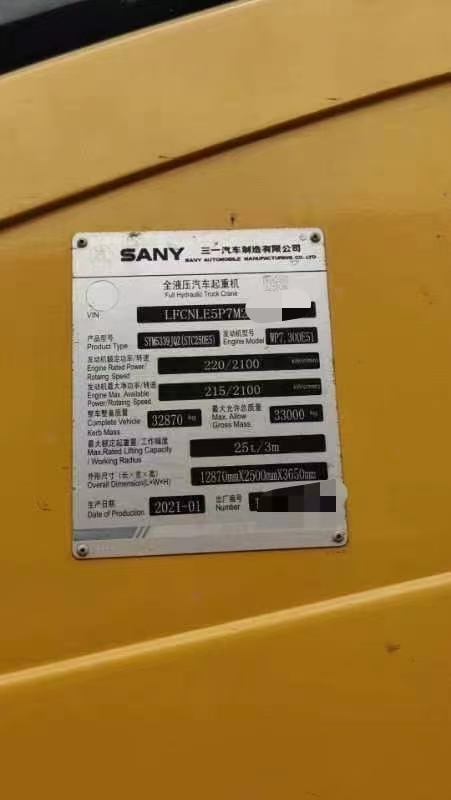 SANY 三一汽车制造有限公司
SANY AUTOMOBILE MANUFACTURING CO.,LTD
全液压汽车起重机
Full Hydraulic Truck Crane
VIN LFCNLE5P7M
产品型号 Product Type SYM5339JQZ(STC250E5) 发动机型号 Engine Model WP7.300E51
发动机额定功率/转速
Engine Rated Power/ Rotaing Speed 220/2100 kW/(r/min)
发动机最大净功率/转速
Engine Max. Available Power/Rotating Speed 215/2100 kW/(r/min)
整车整备质量 Complete Vehicle Kerb Mass 32870 kg 最大允许总质量 Max. Allow Gross Mass. 33000 kg
最大额定起重量/工作幅度
Max.Rated Lifting Capacity / Working Radius 25t/3m
外形尺寸（长×宽×高）
Overall Dimension(L×W×H) 12870mmX2500mmX3650mm
生产日期 Date of Production 2021-01 出厂编号 Number